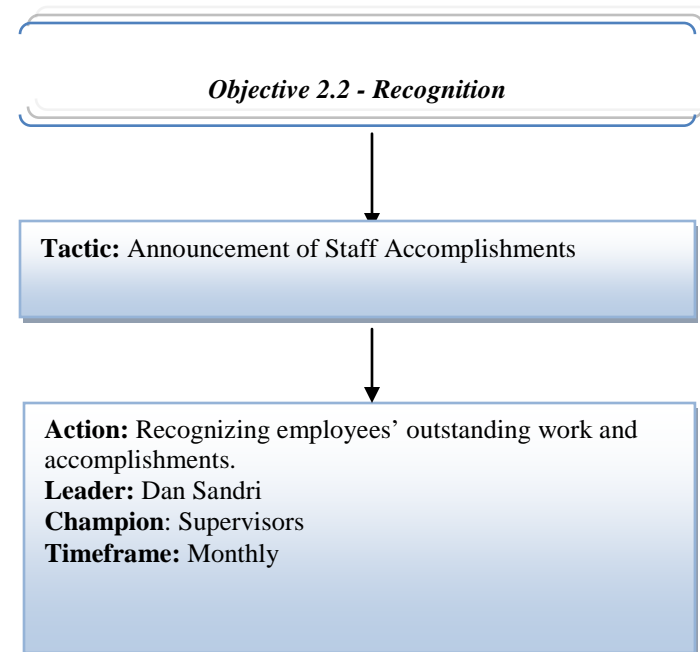 Objective 2.2 - Recognition
Tactic: Announcement of Staff Accomplishments
Action: Recognizing employees’ outstanding work and
accomplishments.
Leader: Dan Sandri
Champion: Supervisors
Timeframe: Monthly